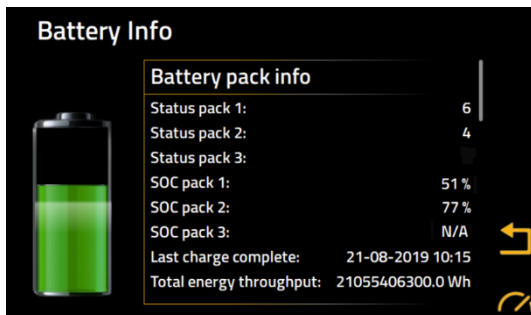 Battery Info
Battery pack info
Status pack 1: 6
Status pack 2: 4
Status pack 3:
SOC pack 1: 51 %
SOC pack 2: 77 %
SOC pack 3: N/A
Last charge complete: 21-08-2019 10:15
Total energy throughput: 21055406300.0 Wh